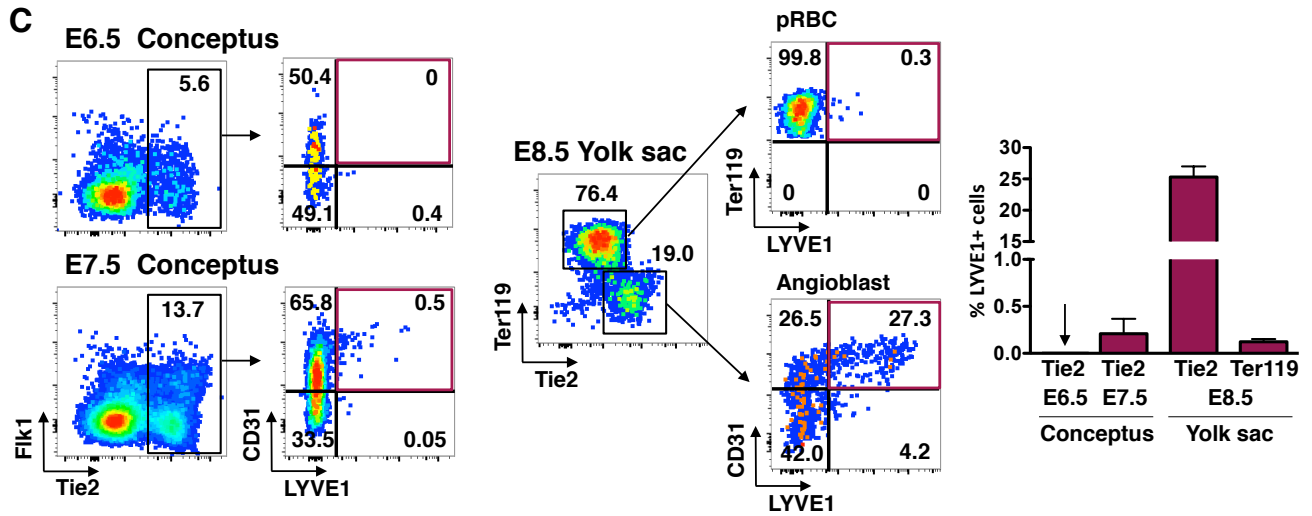 C
E6.5 Conceptus
5.6
50.4
0
49.1
0.4
E7.5 Conceptus
13.7
65.8
0.5
33.5
0.05
Flk1
Tie2
CD31
LYVE1
E8.5 Yolk sac
76.4
19.0
Ter119
Tie2
pRBC
99.8
0.3
0
0
Ter119
LYVE1
Angioblast
26.5
27.3
42.0
4.2
CD31
LYVE1
% LYVE1+ cells
30
25
20
15
1.0
0.5
0.0
Tie2 Tie2 Tie2 Ter119
E6.5 E7.5 E8.5
Conceptus Yolk sac